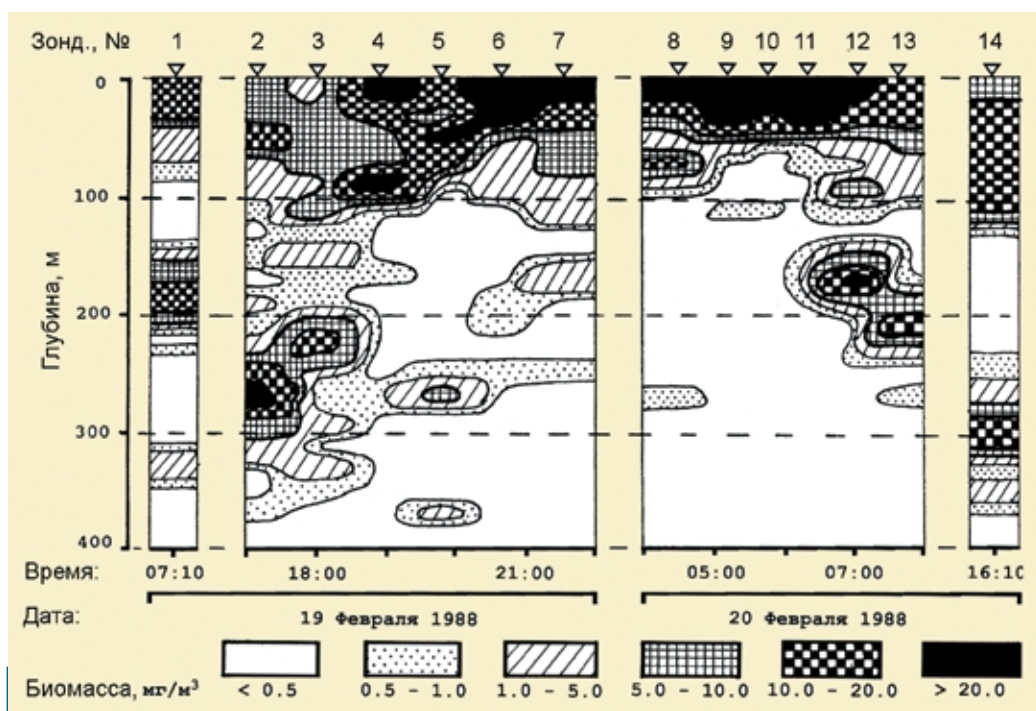 Зонд., № 1 2 3 4 5 6 7 8 9 10 11 12 13 14
Глубина, м
0
100
200
300
400
Время: 07:10 18:00 21:00 05:00 07:00 16:10
Дата: 19 Февраля 1988 20 Февраля 1988
Биомасса, мг/м³ < 0.5 0.5 - 1.0 1.0 - 5.0 5.0 - 10.0 10.0 - 20.0 > 20.0